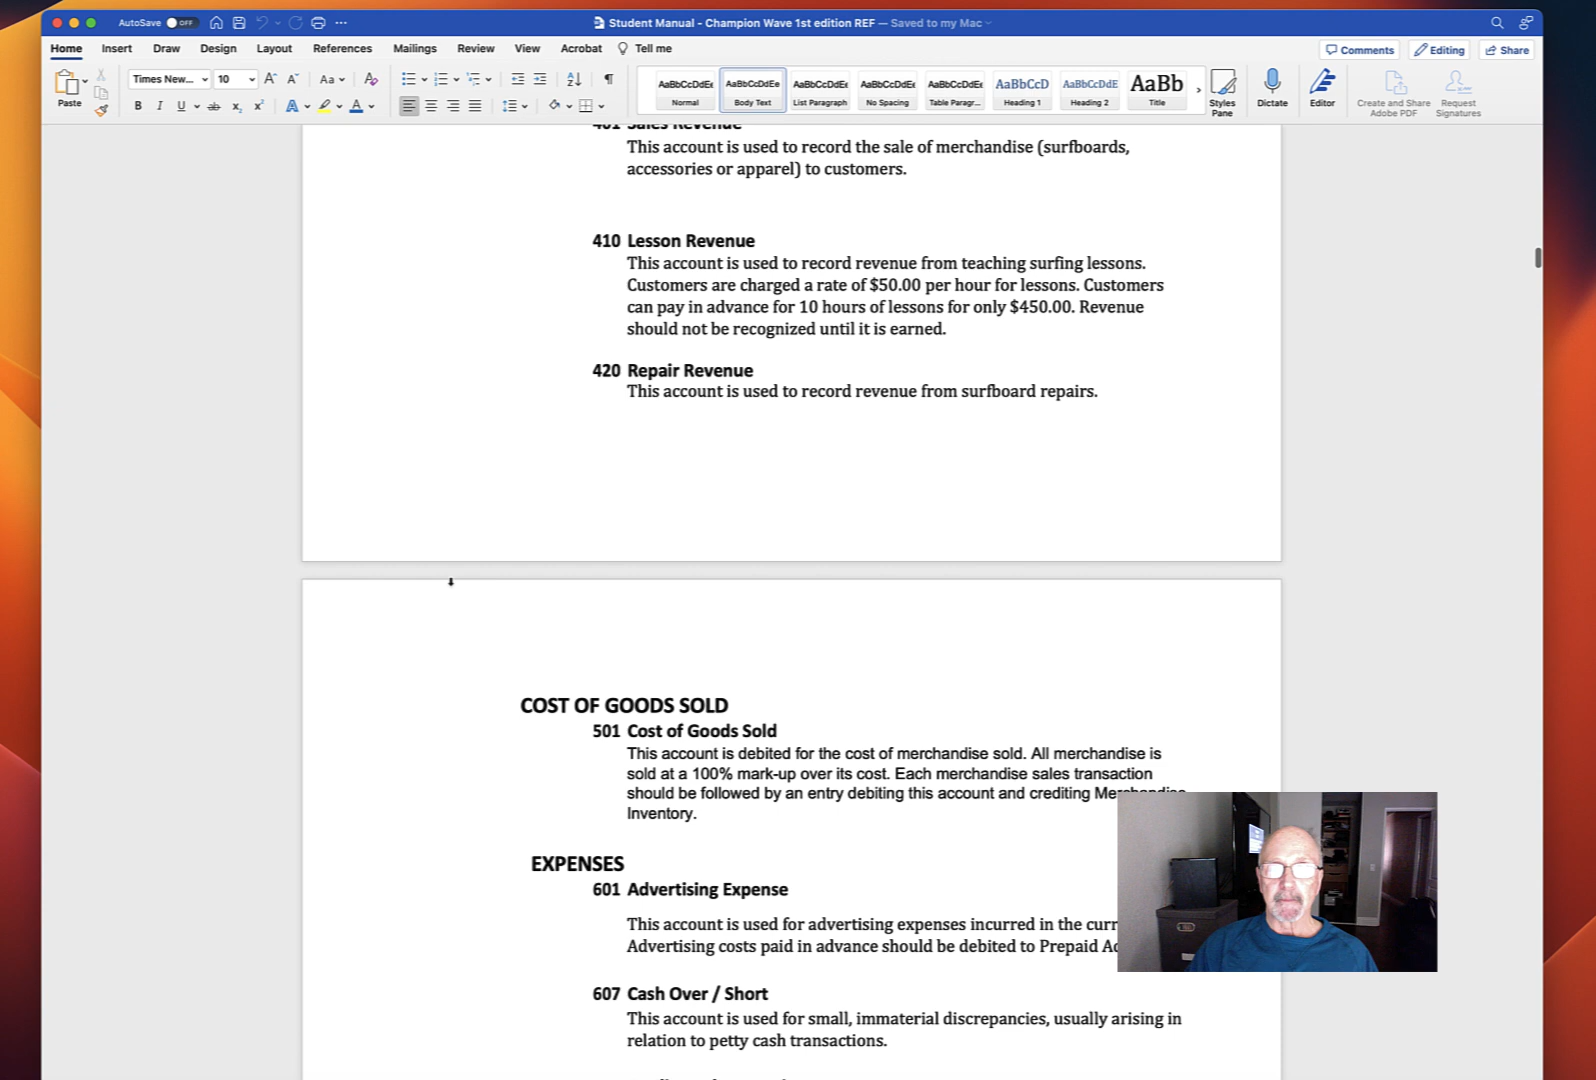 AutoSave OFF
Student Manual - Champion Wave 1st edition REF — Saved to my Mac
Home Insert Draw Design Layout References Mailings Review View Acrobat Tell me
Comments Editing Share
Paste
Times New... 10 Aa
AaBbCcDdEe AaBbCcDdEe AaBbCcDdEe AaBbCcDdEe AaBbCcDdEe AaBbCcD AaBbCcDdE AaBb
Normal Body Text List Paragraph No Spacing Table Paragr... Heading 1 Heading 2 Title
Styles Pane
Dictate
Editor
Create and Share Adobe PDF
Request Signatures
401 Sales Revenue
This account is used to record the sale of merchandise (surfboards,
accessories or apparel) to customers.
410 Lesson Revenue
This account is used to record revenue from teaching surfing lessons.
Customers are charged a rate of $50.00 per hour for lessons. Customers
can pay in advance for 10 hours of lessons for only $450.00. Revenue
should not be recognized until it is earned.
420 Repair Revenue
This account is used to record revenue from surfboard repairs.
COST OF GOODS SOLD
501 Cost of Goods Sold
This account is debited for the cost of merchandise sold. All merchandise is
sold at a 100% mark-up over its cost. Each merchandise sales transaction
should be followed by an entry debiting this account and crediting Merchandise
Inventory.
EXPENSES
601 Advertising Expense
This account is used for advertising expenses incurred in the curr
Advertising costs paid in advance should be debited to Prepaid Ad
607 Cash Over / Short
This account is used for small, immaterial discrepancies, usually arising in
relation to petty cash transactions.